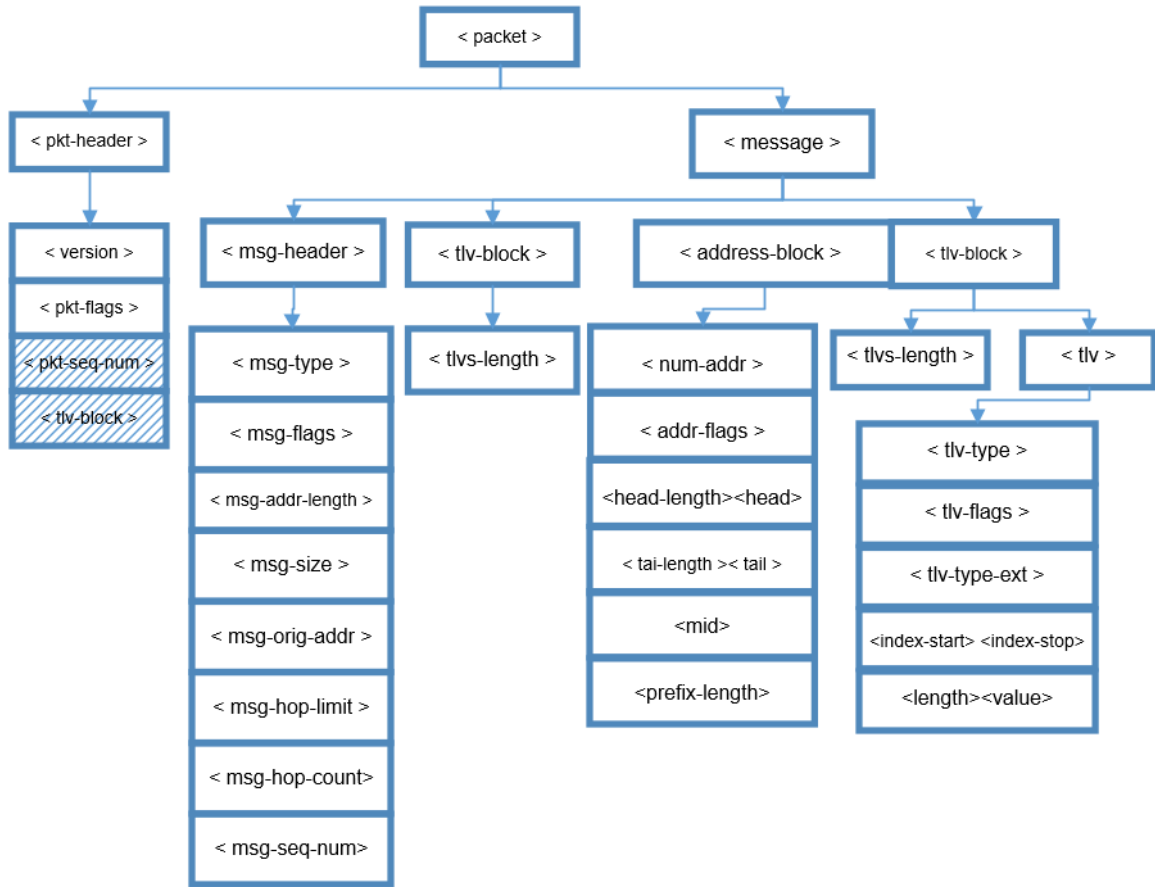 < packet >
< pkt-header >
< message >
< version >
< pkt-flags >
< pkt-seq-num >
< tlv-block >
< msg-header >
< tlv-block >
< address-block >
< tlv-block >
< msg-type >
< msg-flags >
< msg-addr-length >
< msg-size >
< msg-orig-addr >
< msg-hop-limit >
< msg-hop-count>
< msg-seq-num>
< tlvs-length >
< num-addr >
< addr-flags >
<head-length><head>
< tai-length >< tail >
<mid>
<prefix-length>
< tlvs-length >
< tlv >
< tlv-type >
< tlv-flags >
< tlv-type-ext >
<index-start> <index-stop>
<length><value>